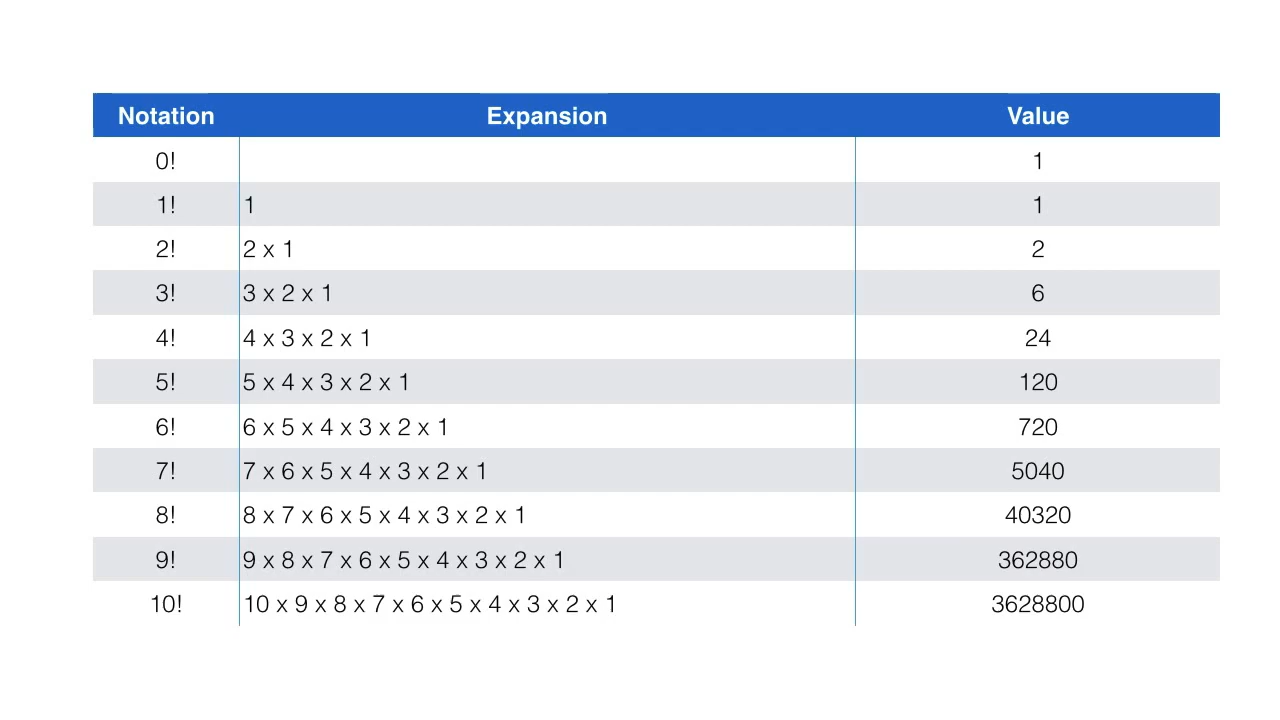 Notation Expansion Value
0! 1
1! 1 1
2! 2 x 1 2
3! 3 x 2 x 1 6
4! 4 x 3 x 2 x 1 24
5! 5 x 4 x 3 x 2 x 1 120
6! 6 x 5 x 4 x 3 x 2 x 1 720
7! 7 x 6 x 5 x 4 x 3 x 2 x 1 5040
8! 8 x 7 x 6 x 5 x 4 x 3 x 2 x 1 40320
9! 9 x 8 x 7 x 6 x 5 x 4 x 3 x 2 x 1 362880
10! 10 x 9 x 8 x 7 x 6 x 5 x 4 x 3 x 2 x 1 3628800